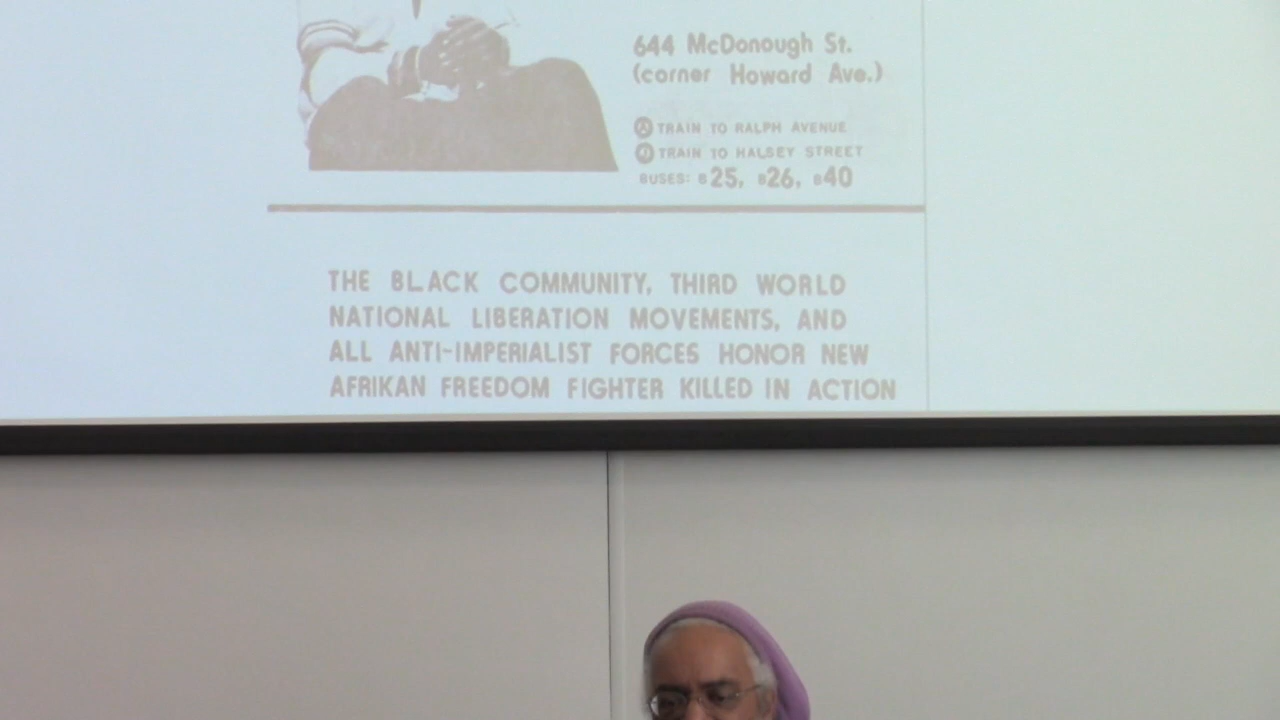 644 McDonough St.
(corner Howard Ave.)
A TRAIN TO RALPH AVENUE
J TRAIN TO HALSEY STREET
BUSES: B25, B26, B40
THE BLACK COMMUNITY, THIRD WORLD
NATIONAL LIBERATION MOVEMENTS, AND
ALL ANTI-IMPERIALIST FORCES HONOR NEW
AFRIKAN FREEDOM FIGHTER KILLED IN ACTION